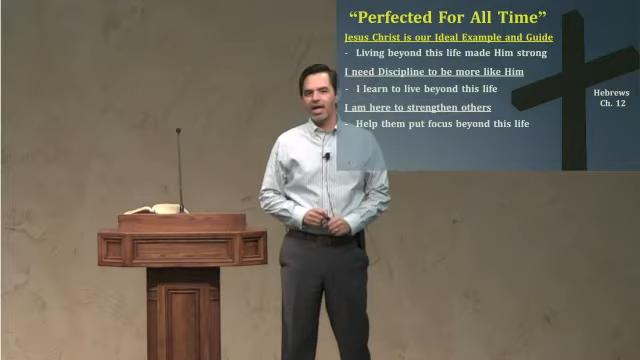 “Perfected For All Time”
Jesus Christ is our Ideal Example and Guide
- Living beyond this life made Him strong
I need Discipline to be more like Him
- I learn to live beyond this life
I am here to strengthen others
- Help them put focus beyond this life
Hebrews
Ch. 12